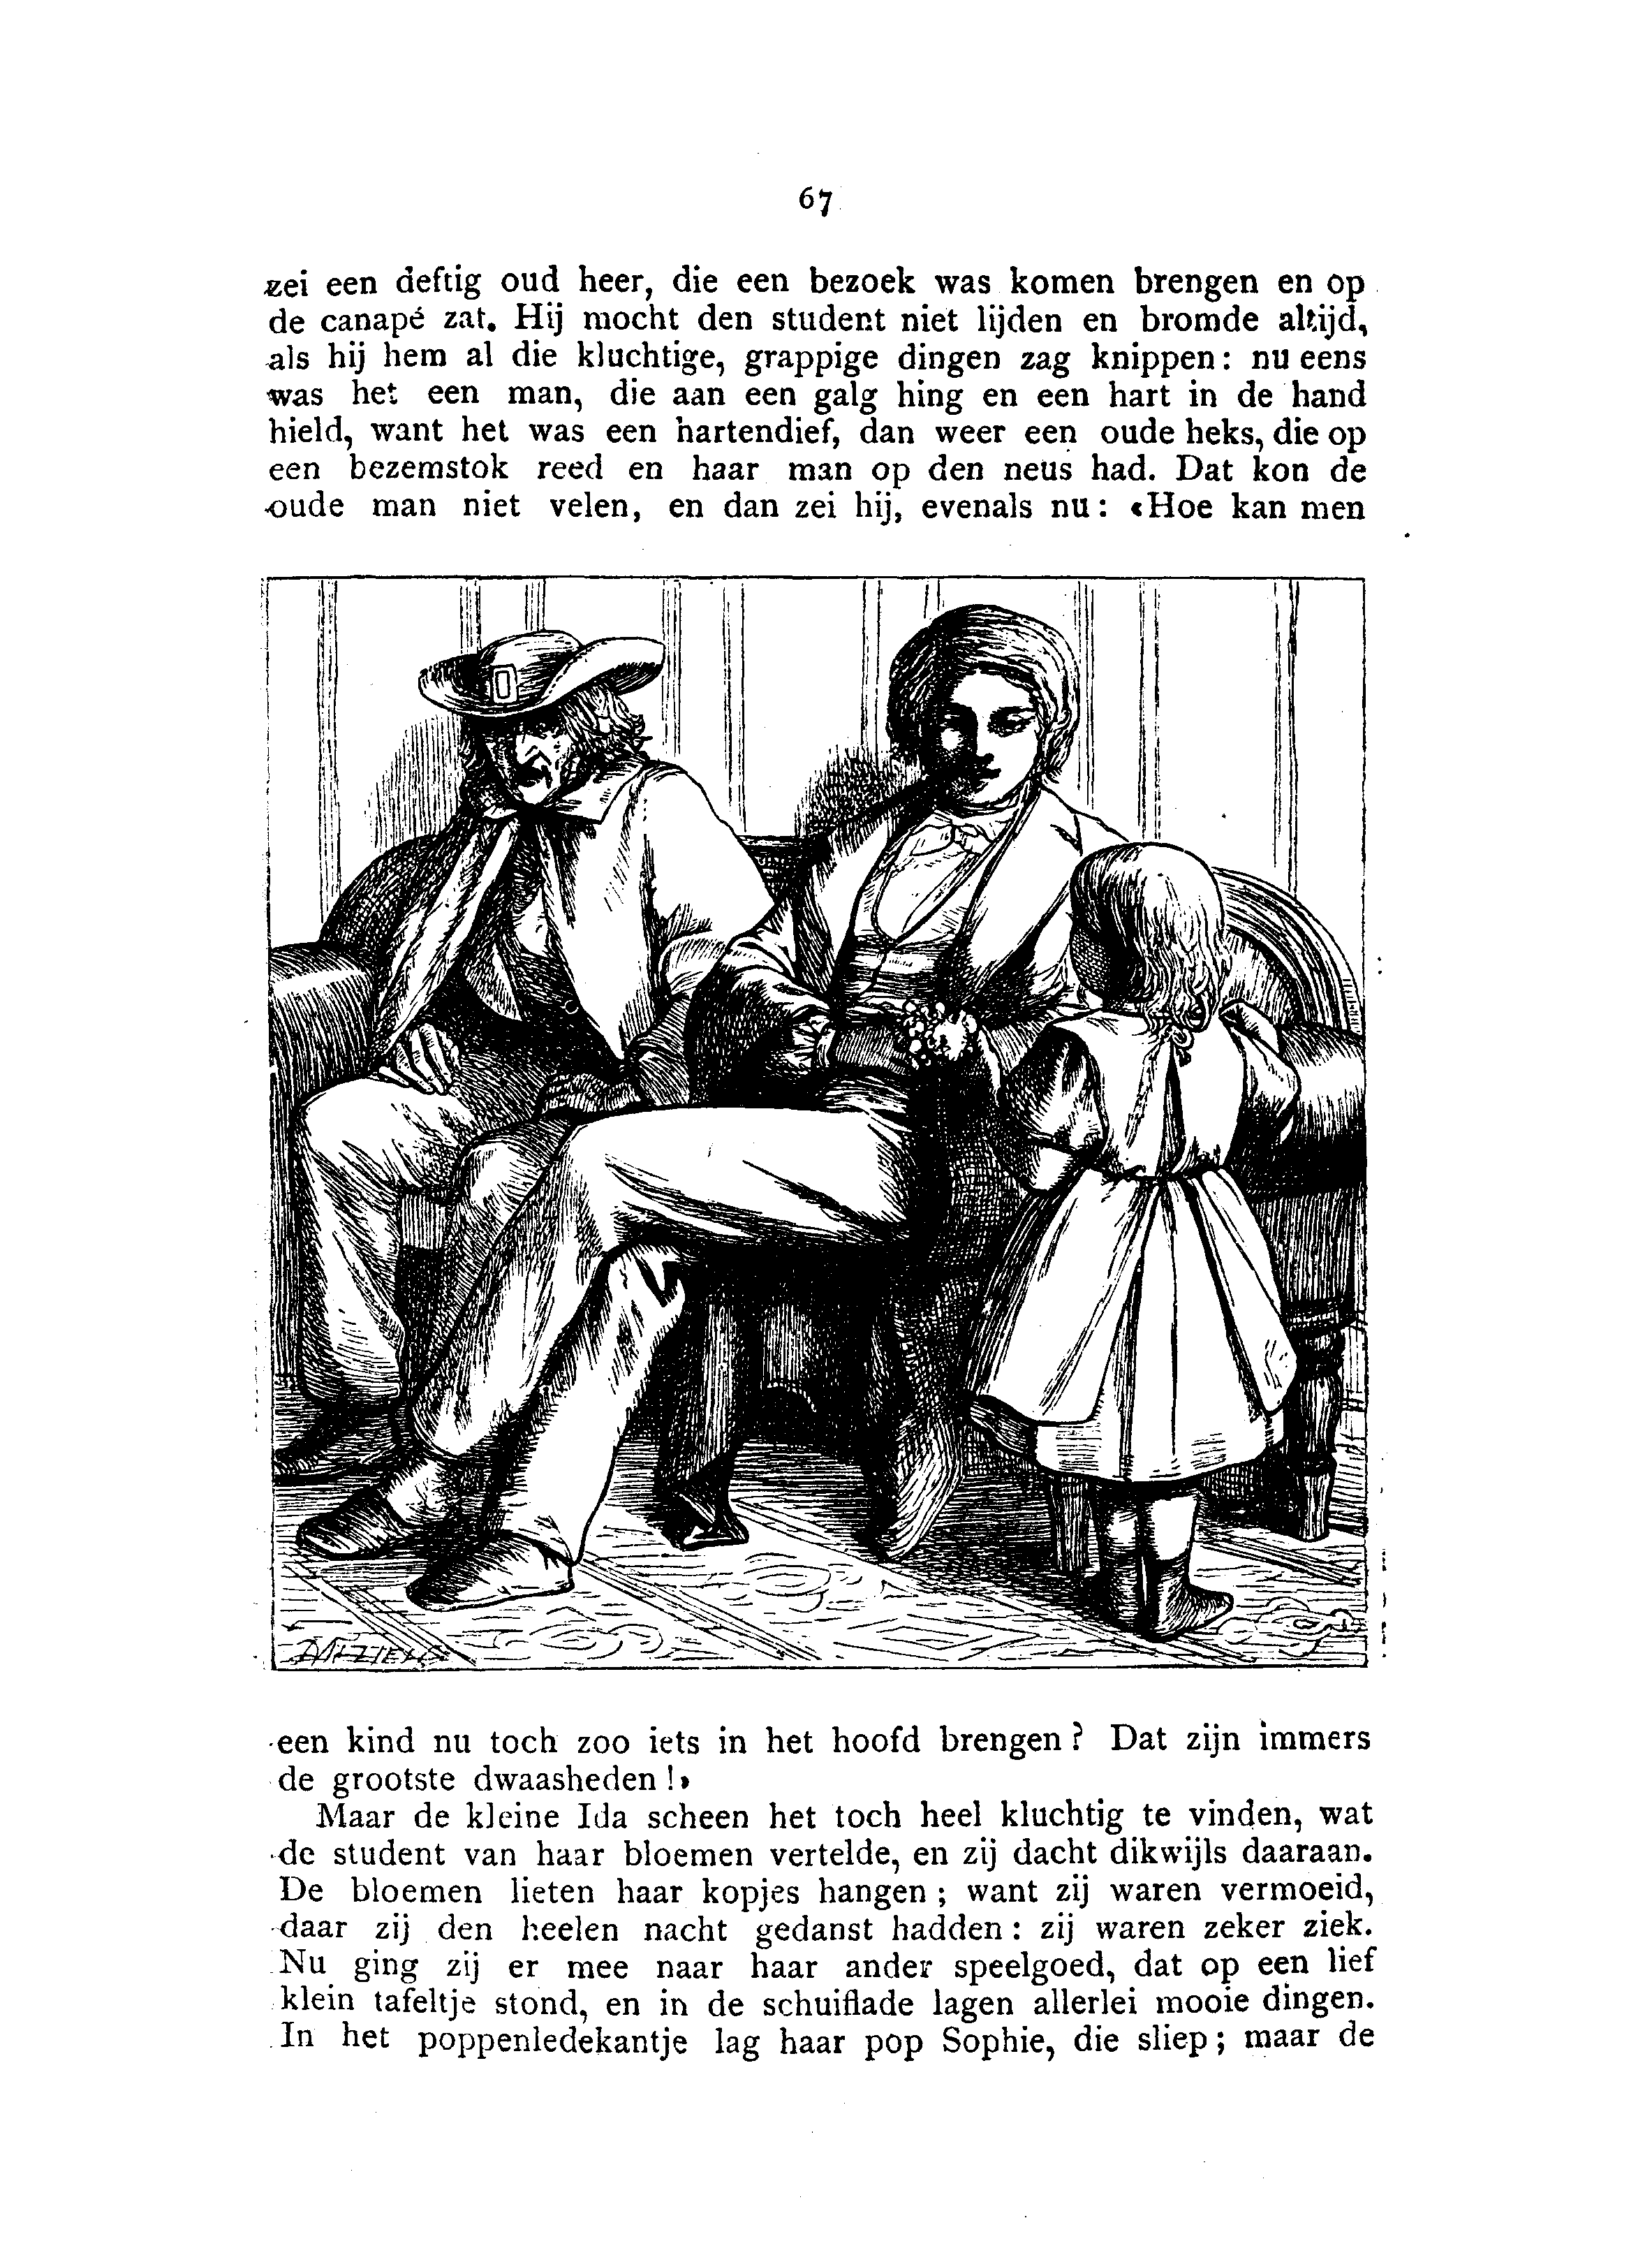 67
zei een deftig oud heer, die een bezoek was komen brengen en op
de canapé zat. Hij mocht den student niet lijden en bromde altijd,
als hij hem al die kluchtige, grappige dingen zag knippen: nu eens
was het een man, die aan een galg hing en een hart in de hand
hield, want het was een hartendief, dan weer een oude heks, die op
een bezemstok reed en haar man op den neus had. Dat kon de
oude man niet velen, en dan zei hij, evenals nu: «Hoe kan men
DALZIELS
een kind nu toch zoo iets in het hoofd brengen? Dat zijn immers
de grootste dwaasheden!»
Maar de kleine Ida scheen het toch heel kluchtig te vinden, wat
de student van haar bloemen vertelde, en zij dacht dikwijls daaraan.
De bloemen lieten haar kopjes hangen; want zij waren vermoeid,
daar zij den heelen nacht gedanst hadden: zij waren zeker ziek.
Nu ging zij er mee naar haar ander speelgoed, dat op een lief
klein tafeltje stond, en in de schuiflade lagen allerlei mooie dingen.
In het poppenledekantje lag haar pop Sophie, die sliep; maar de